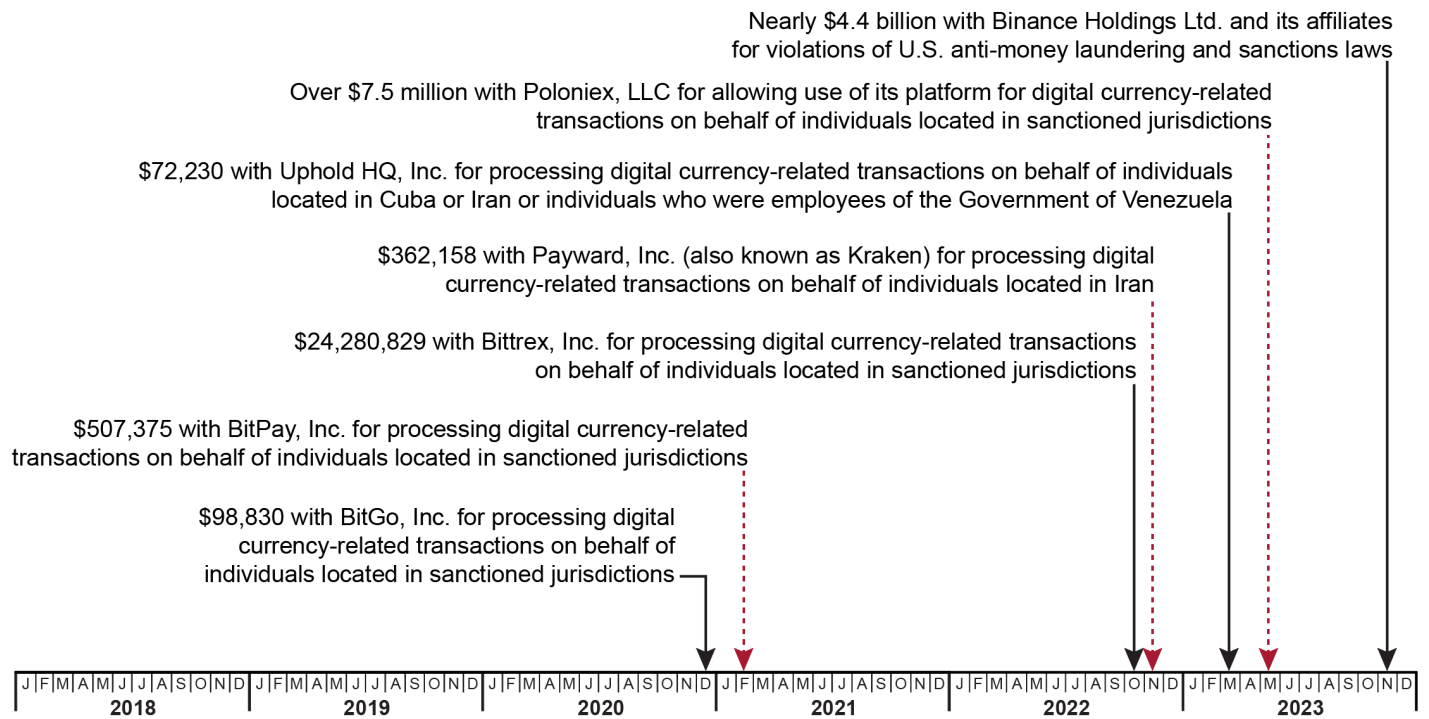 Nearly $4.4 billion with Binance Holdings Ltd. and its affiliates
for violations of U.S. anti-money laundering and sanctions laws
Over $7.5 million with Poloniex, LLC for allowing use of its platform for digital currency-related
transactions on behalf of individuals located in sanctioned jurisdictions
$72,230 with Uphold HQ, Inc. for processing digital currency-related transactions on behalf of individuals
located in Cuba or Iran or individuals who were employees of the Government of Venezuela
$362,158 with Payward, Inc. (also known as Kraken) for processing digital
currency-related transactions on behalf of individuals located in Iran
$24,280,829 with Bittrex, Inc. for processing digital currency-related transactions
on behalf of individuals located in sanctioned jurisdictions
$507,375 with BitPay, Inc. for processing digital currency-related
transactions on behalf of individuals located in sanctioned jurisdictions
$98,830 with BitGo, Inc. for processing digital
currency-related transactions on behalf of
individuals located in sanctioned jurisdictions
J F M A M J J A S O N D J F M A M J J A S O N D J F M A M J J A S O N D J F M A M J J A S O N D J F M A M J J A S O N D J F M A M J J A S O N D
2018 2019 2020 2021 2022 2023